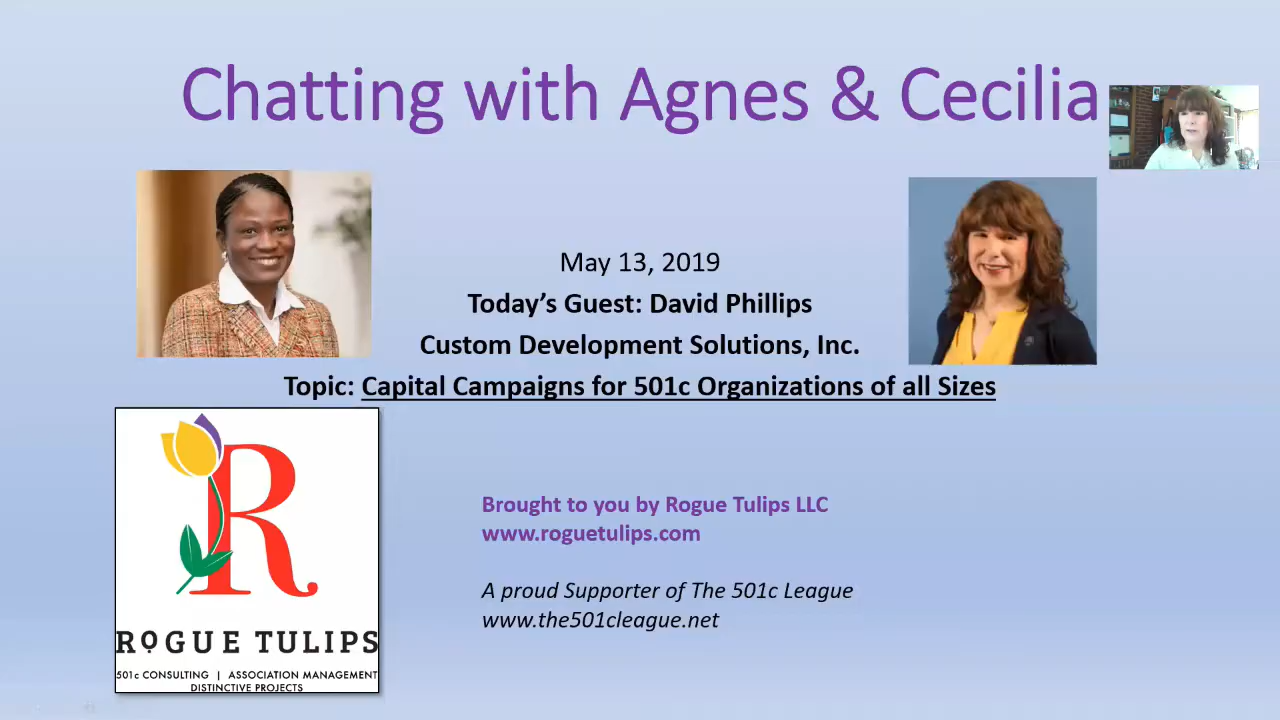 Chatting with Agnes & Cecilia
May 13, 2019
Today's Guest: David Phillips
Custom Development Solutions, Inc.
Topic: Capital Campaigns for 501c Organizations of all Sizes
R
ROGUE TULIPS
501c CONSULTING | ASSOCIATION MANAGEMENT
DISTINCTIVE PROJECTS
Brought to you by Rogue Tulips LLC
www.roguetulips.com
A proud Supporter of The 501c League
www.the501cleague.net